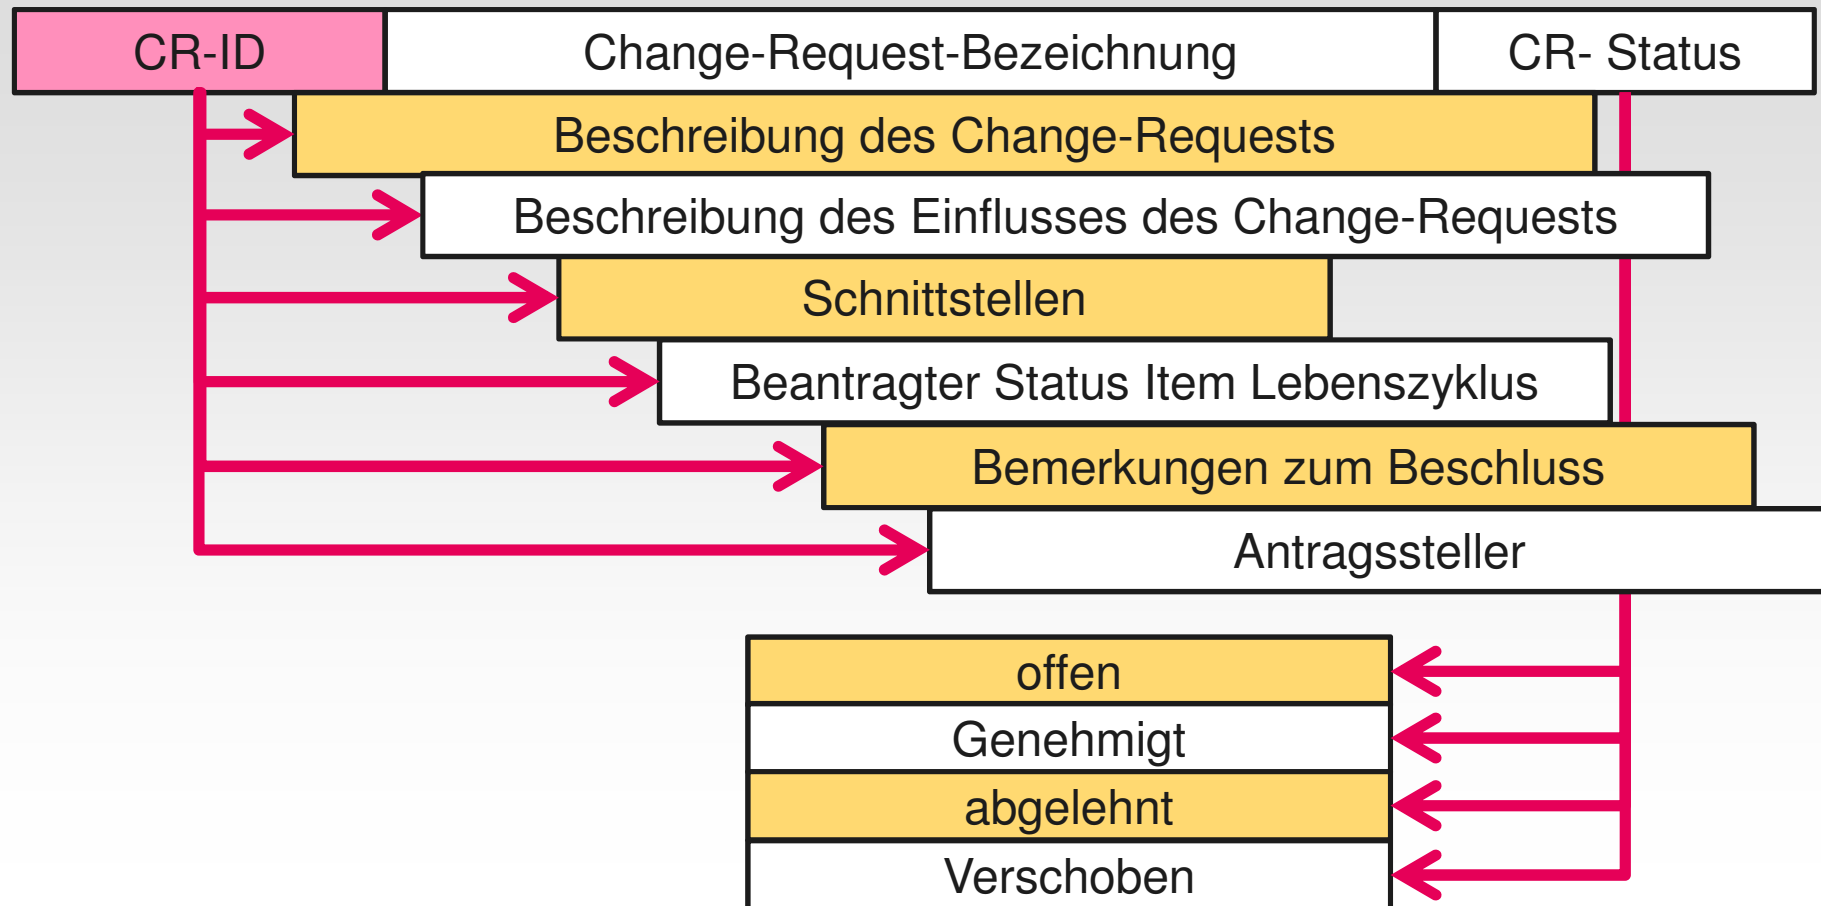 CR-ID
Change-Request-Bezeichnung
CR- Status
Beschreibung des Change-Requests
Beschreibung des Einflusses des Change-Requests
Schnittstellen
Beantragter Status Item Lebenszyklus
Bemerkungen zum Beschluss
Antragssteller
offen
Genehmigt
abgelehnt
Verschoben